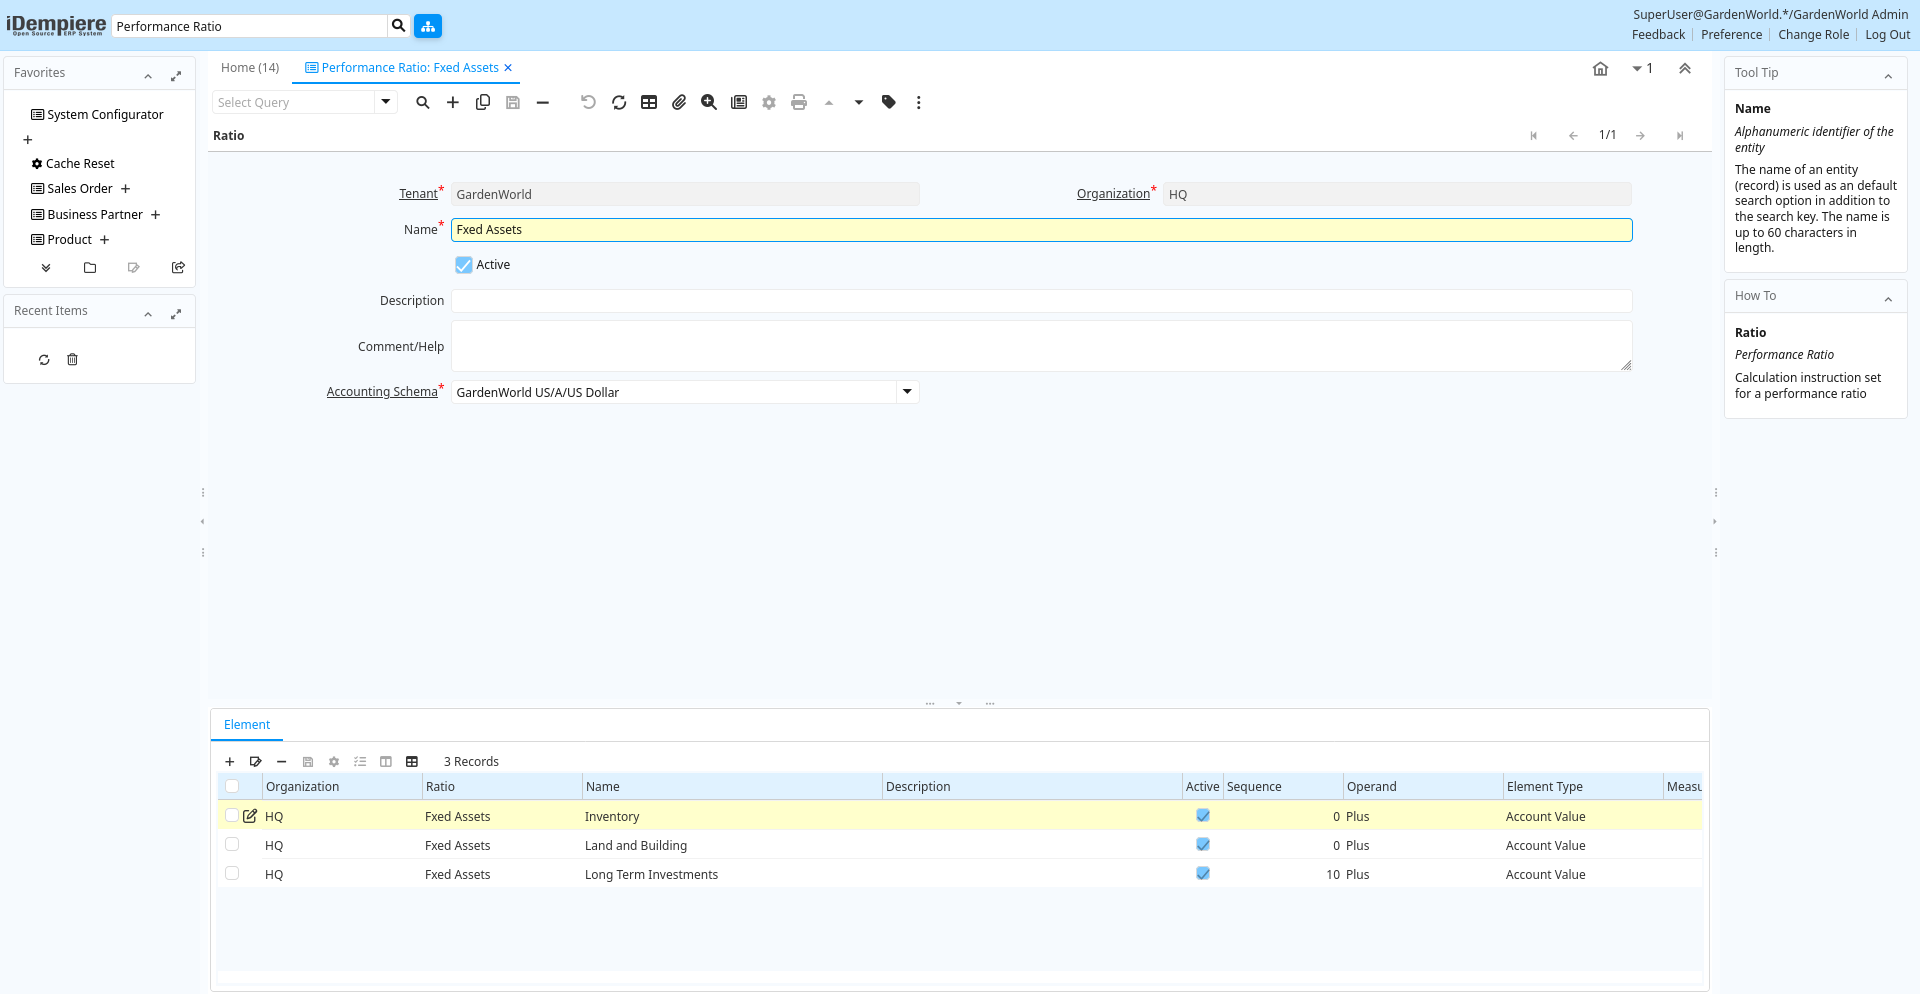 iDempiere
Open Source ERP System
Performance Ratio
SuperUser@GardenWorld.*/GardenWorld Admin
Feedback
Preference
Change Role
Log Out
Favorites
System Configurator
Cache Reset
Sales Order
Business Partner
Product
Recent Items
Home (14)
Performance Ratio: Fxed Assets
1
Select Query
Ratio
1/1
Tenant*
GardenWorld
Organization*
HQ
Name*
Fxed Assets
Active
Description
Comment/Help
Accounting Schema*
GardenWorld US/A/US Dollar
Element
3 Records
Organization Ratio Name Description Active Sequence Operand Element Type Measu
HQ Fxed Assets Inventory 0 Plus Account Value
HQ Fxed Assets Land and Building 0 Plus Account Value
HQ Fxed Assets Long Term Investments 10 Plus Account Value
Tool Tip
Name
Alphanumeric identifier of the
entity
The name of an entity
(record) is used as an default
search option in addition to
the search key. The name is
up to 60 characters in
length.
How To
Ratio
Performance Ratio
Calculation instruction set
for a performance ratio